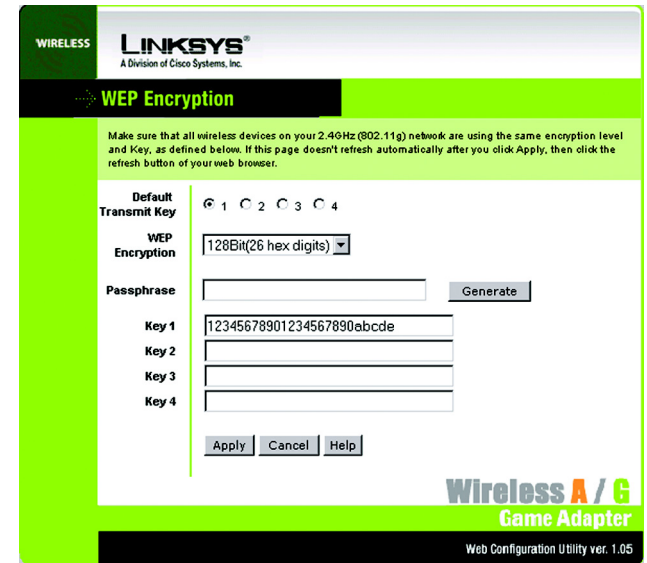 WIRELESS
LINKSYS®
A Division of Cisco Systems, Inc.
WEP Encryption
Make sure that all wireless devices on your 2.4GHz (802.11g) network are using the same encryption level
and Key, as defined below. If this page doesn't refresh automatically after you click Apply, then click the
refresh button of your web browser.
Default
Transmit Key
1 2 3 4
WEP
Encryption
128Bit(26 hex digits)
Passphrase
Generate
Key 1
12345678901234567890abcde
Key 2
Key 3
Key 4
Apply Cancel Help
Wireless A / G
Game Adapter
Web Configuration Utility ver. 1.05